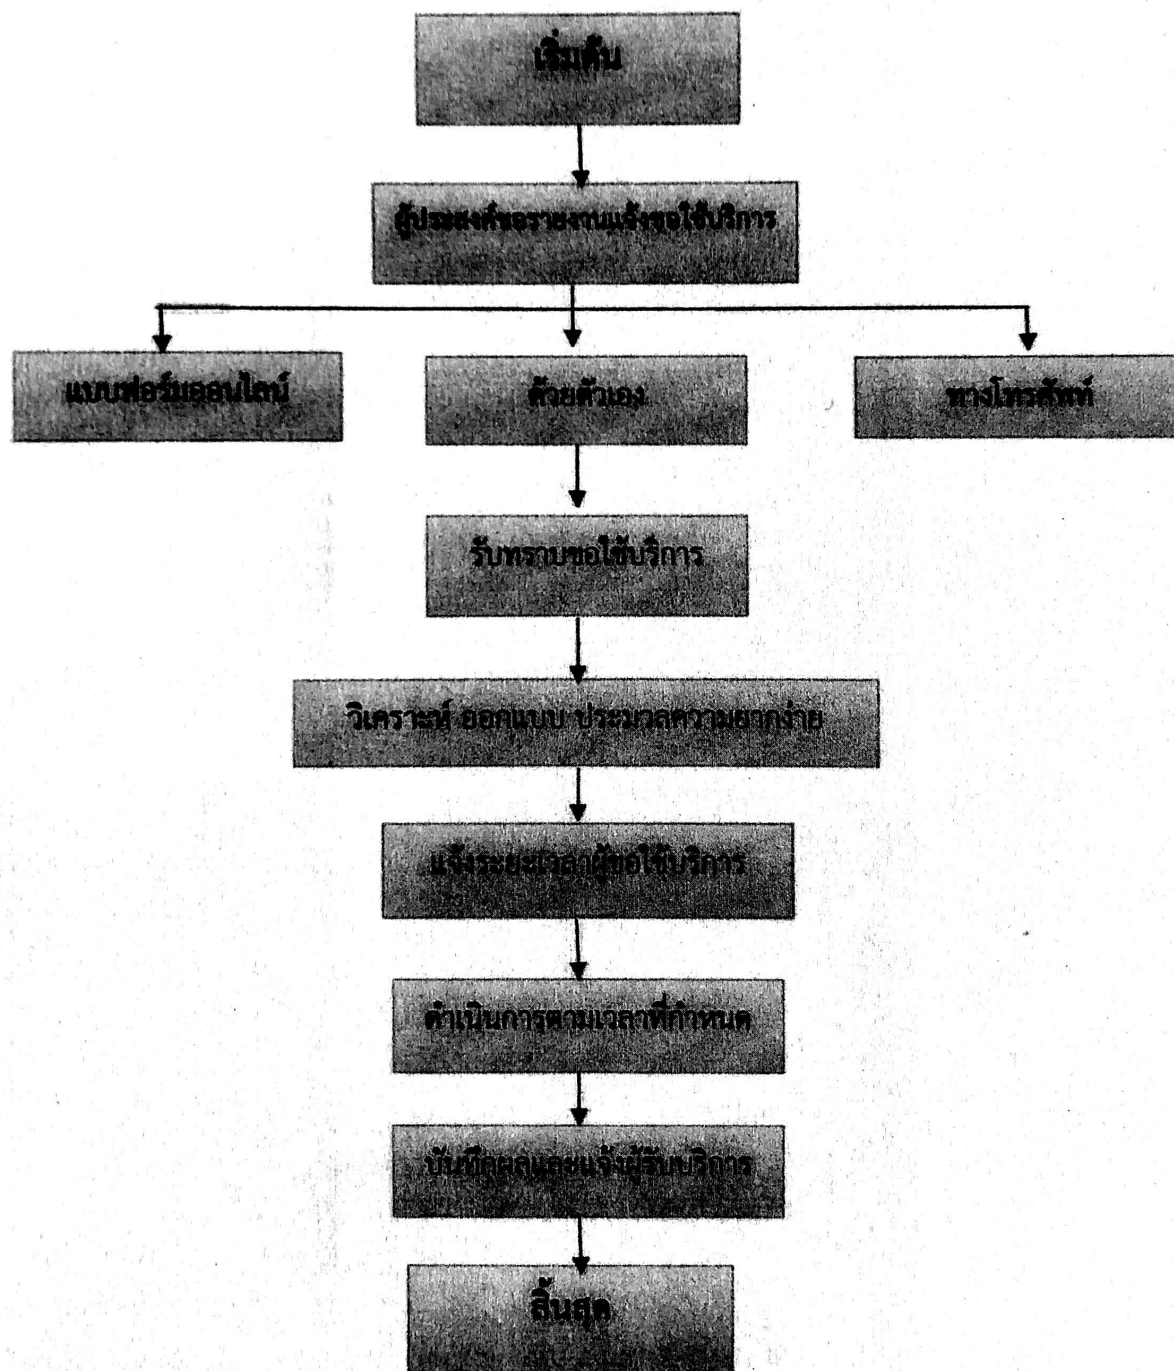 เริ่มต้น
ผู้ประสงค์ขอรายงานแจ้งขอใช้บริการ
แบบฟอร์มออนไลน์
ด้วยตัวเอง
ทางโทรศัพท์
รับทราบขอใช้บริการ
วิเคราะห์ ออกแบบ ประมวลความยากง่าย
แจ้งระยะเวลาผู้ขอใช้บริการ
ดำเนินการตามเวลาที่กำหนด
บันทึกผลและแจ้งผู้รับบริการ
สิ้นสุด